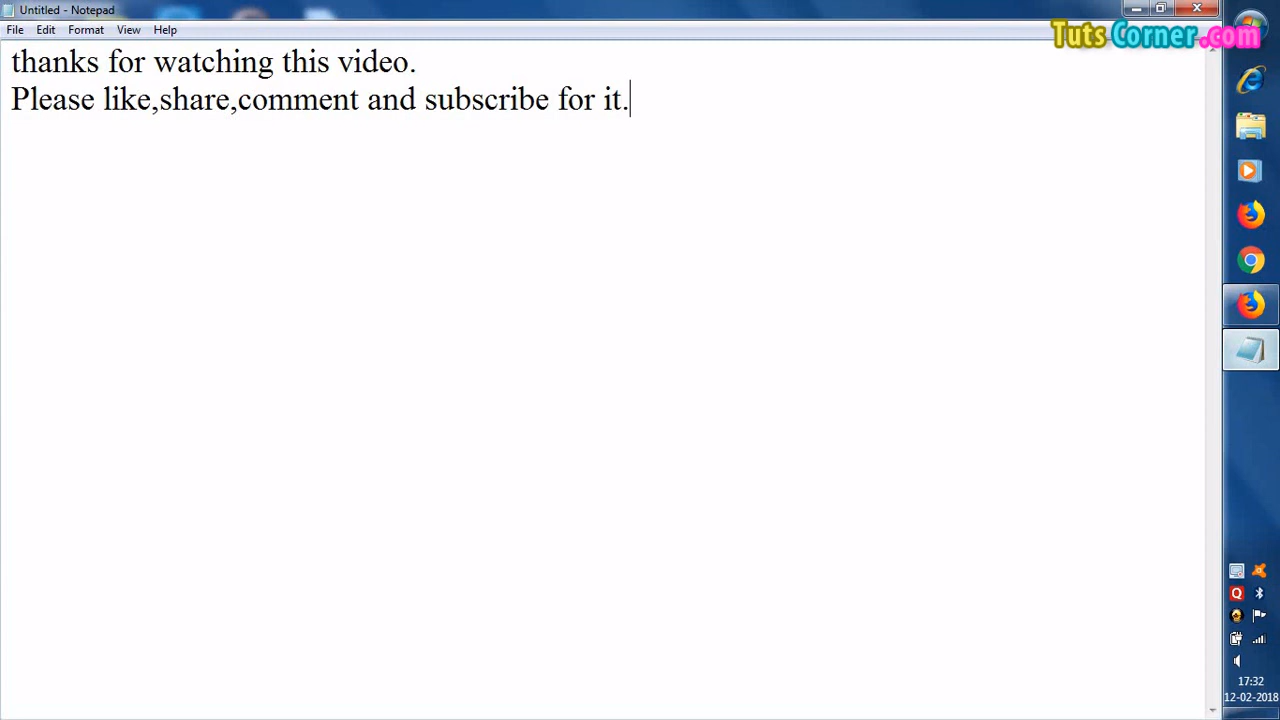 Untitled - Notepad
File Edit Format View Help
Tuts Corner .com
thanks for watching this video.
Please like,share,comment and subscribe for it.
Q
17:32
12-02-2018